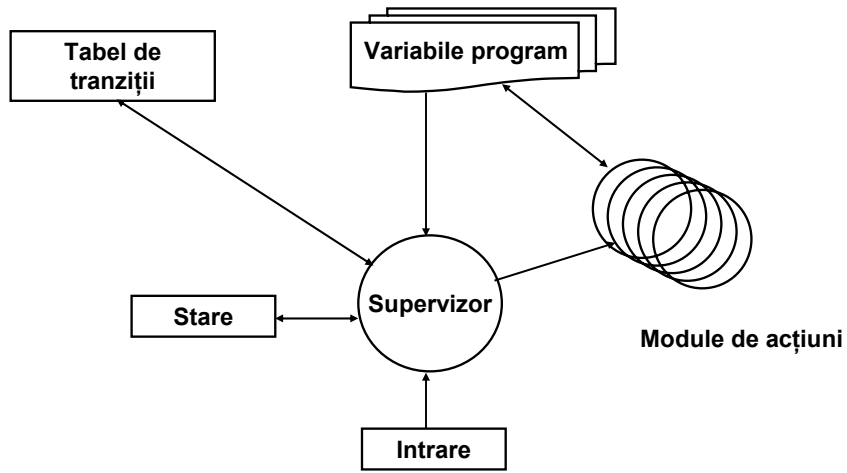 Tabel de
tranziții
Variabile program
Supervizor
Stare
Module de acțiuni
Intrare